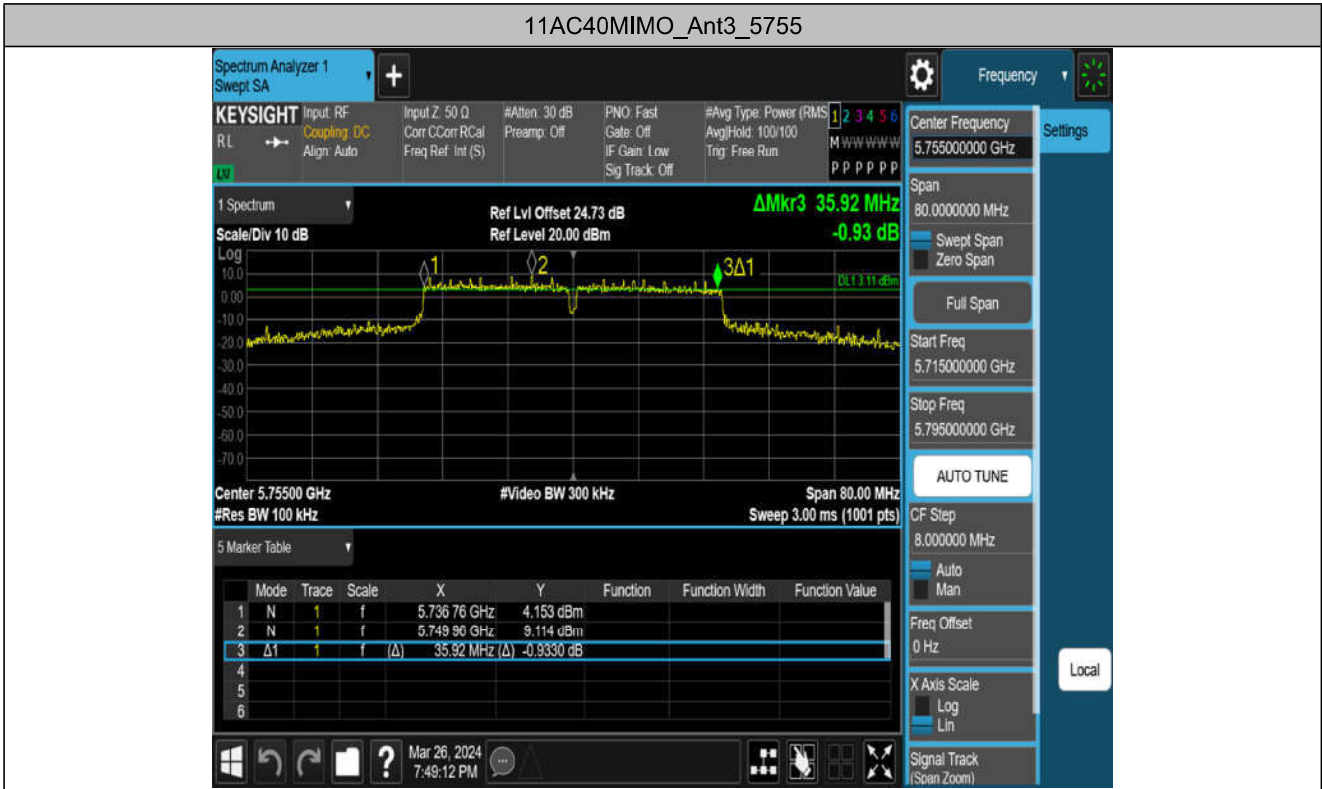 11AC40MIMO_Ant3_5755
Spectrum Analyzer 1
Swept SA
+
Frequency
KEYSIGHT
RL
LXI
Input: RF
Coupling: DC
Align: Auto
Input Z: 50 Ω
Corr CCorr RCal
Freq Ref: Int (S)
#Atten: 30 dB
Preamp: Off
PNO: Fast
Gate: Off
IF Gain: Low
Sig Track: Off
#Avg Type: Power (RMS
Avg|Hold: 100/100
Trig: Free Run
1 2 3 4 5 6
M W W W W W
P P P P P P
1 Spectrum
Scale/Div 10 dB
Ref Lvl Offset 24.73 dB
Ref Level 20.00 dBm
ΔMkr3 35.92 MHz
-0.93 dB
Log
10.0
0.00
-10.0
-20.0
-30.0
-40.0
-50.0
-60.0
-70.0
1
2
3Δ1
DL1 3.11 dBm
Center 5.75500 GHz
#Video BW 300 kHz
Span 80.00 MHz
#Res BW 100 kHz
Sweep 3.00 ms (1001 pts)
5 Marker Table
Mode Trace Scale X Y Function Function Width Function Value
1 N 1 f 5.736 76 GHz 4.153 dBm
2 N 1 f 5.749 96 GHz 9.114 dBm
3 Δ1 1 f (Δ) 35.92 MHz (Δ) -0.9330 dB
4
5
6
Mar 26, 2024
7:49:12 PM
?
Center Frequency
5.755000000 GHz
Settings
Span
80.0000000 MHz
Swept Span
Zero Span
Full Span
Start Freq
5.715000000 GHz
Stop Freq
5.795000000 GHz
AUTO TUNE
CF Step
8.000000 MHz
Auto
Man
Freq Offset
0 Hz
Local
X Axis Scale
Log
Lin
Signal Track
(Span Zoom)